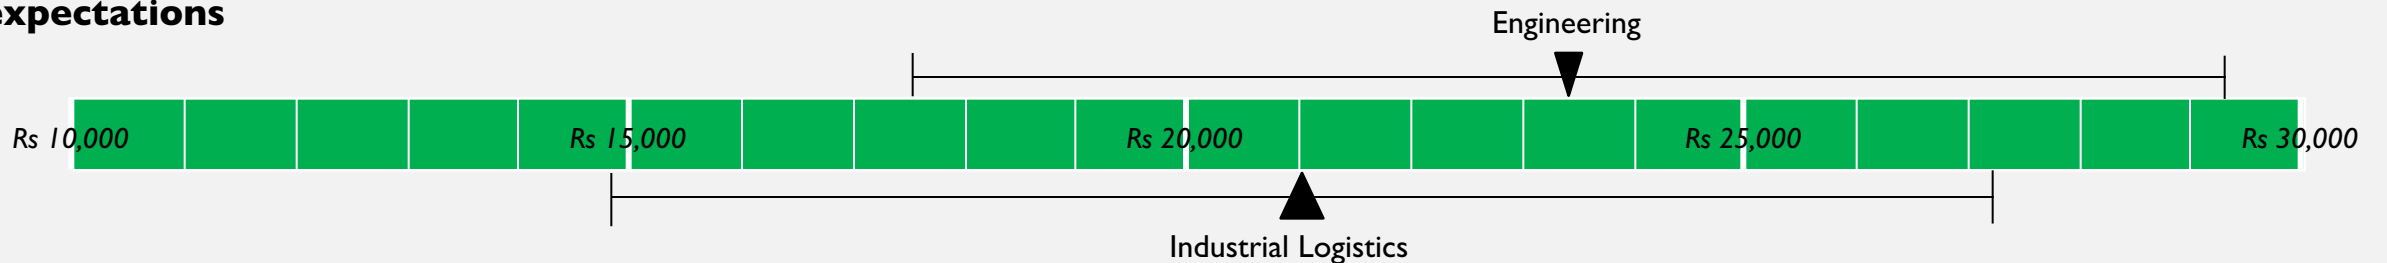 expectations
Engineering
Rs 10,000 Rs 15,000 Rs 20,000 Rs 25,000 Rs 30,000
Industrial Logistics